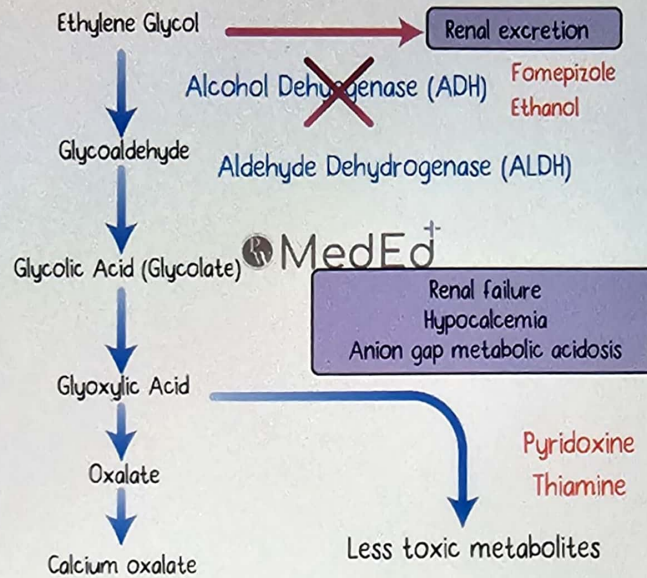 Ethylene Glycol
Renal excretion
Alcohol Dehydrogenase (ADH)
Fomepizole
Ethanol
Glycoaldehyde
Aldehyde Dehydrogenase (ALDH)
PW MedEd
Glycolic Acid (Glycolate)
Renal failure
Hypocalcemia
Anion gap metabolic acidosis
Glyoxylic Acid
Pyridoxine
Thiamine
Oxalate
Less toxic metabolites
Calcium oxalate